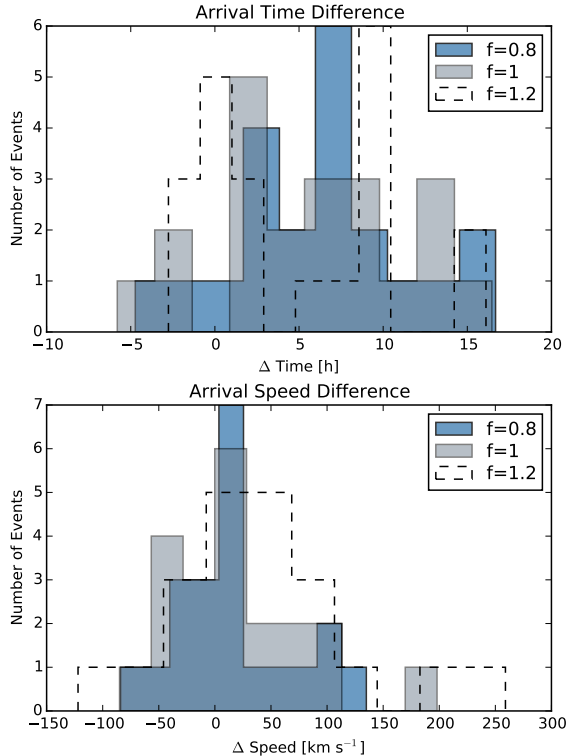 Arrival Time Difference
6
5
4
3
2
1
0
Number of Events
f=0.8
f=1
f=1.2
−10 −5 0 5 10 15 20
Δ Time [h]
Arrival Speed Difference
7
6
5
4
3
2
1
0
Number of Events
f=0.8
f=1
f=1.2
−150 −100 −50 0 50 100 150 200 250 300
Δ Speed [km s⁻¹]